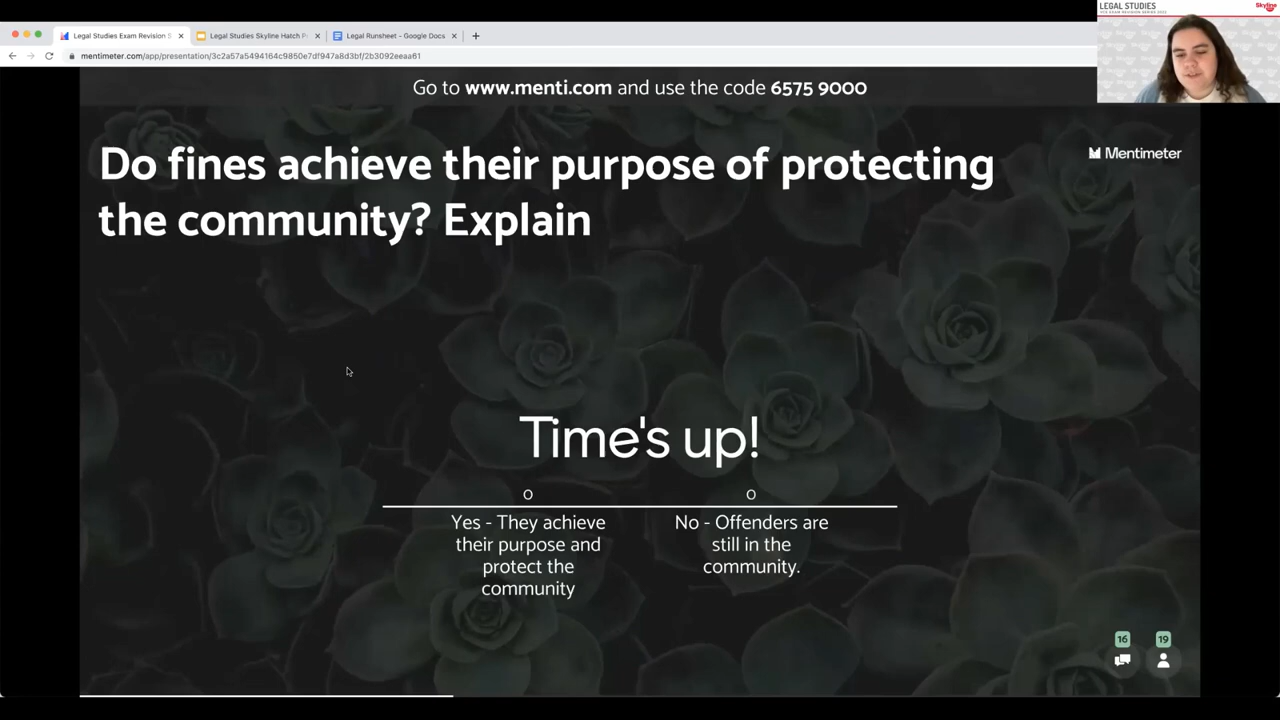 LEGAL STUDIES
Skyline
Legal Studies Exam Revision S
Legal Studies Skyline Hatch P
Legal Runsheet - Google Docs
mentimeter.com/app/presentation/3c2a57a5494164c9850e7df947a8d3bf/2b3092eeaa61
Go to www.menti.com and use the code 6575 9000
Do fines achieve their purpose of protecting
the community? Explain
Mentimeter
Time's up!
0
0
Yes - They achieve
their purpose and
protect the
community
No - Offenders are
still in the
community.
16
19